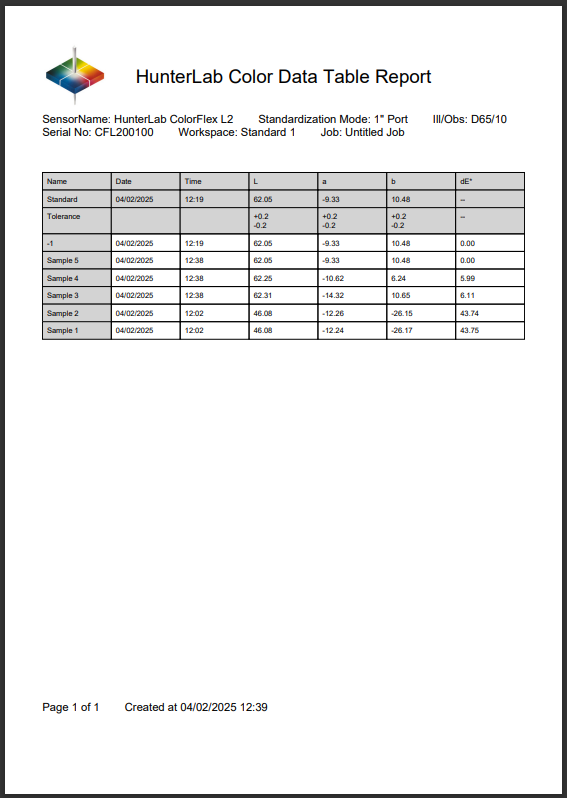 HunterLab Color Data Table Report
SensorName: HunterLab ColorFlex L2 Standardization Mode: 1" Port Ill/Obs: D65/10
Serial No: CFL200100 Workspace: Standard 1 Job: Untitled Job
Name Date Time L a b dE*
Standard 04/02/2025 12:19 62.05 -9.33 10.48 --
Tolerance +0.2 +0.2 +0.2 --
-0.2 -0.2 -0.2
-1 04/02/2025 12:19 62.05 -9.33 10.48 0.00
Sample 5 04/02/2025 12:38 62.05 -9.33 10.48 0.00
Sample 4 04/02/2025 12:38 62.25 -10.62 6.24 5.99
Sample 3 04/02/2025 12:38 62.31 -14.32 10.65 6.11
Sample 2 04/02/2025 12:02 46.08 -12.26 -26.15 43.74
Sample 1 04/02/2025 12:02 46.08 -12.24 -26.17 43.75
Page 1 of 1 Created at 04/02/2025 12:39